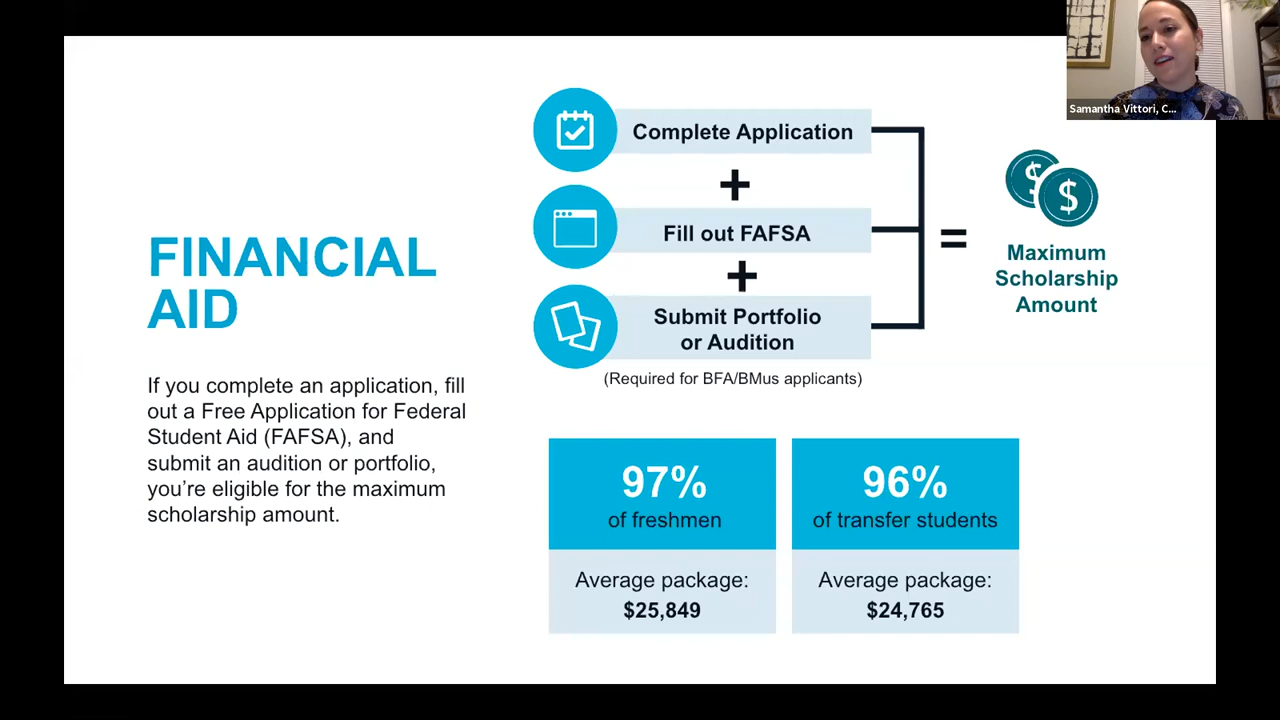 Samantha Vittori, C...
FINANCIAL
AID
If you complete an application, fill
out a Free Application for Federal
Student Aid (FAFSA), and
submit an audition or portfolio,
you’re eligible for the maximum
scholarship amount.
Complete Application
+
Fill out FAFSA
+
Submit Portfolio
or Audition
(Required for BFA/BMus applicants)
=
$ $
Maximum
Scholarship
Amount
97%
of freshmen
Average package:
$25,849
96%
of transfer students
Average package:
$24,765